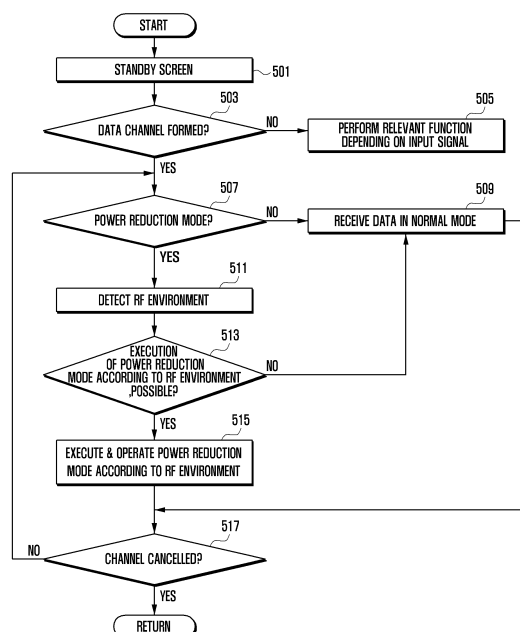 START
STANDBY SCREEN
501
503
DATA CHANNEL FORMED?
NO
505
PERFORM RELEVANT FUNCTION
DEPENDING ON INPUT SIGNAL
YES
507
POWER REDUCTION MODE?
NO
509
RECEIVE DATA IN NORMAL MODE
YES
511
DETECT RF ENVIRONMENT
513
EXECUTION
OF POWER REDUCTION
MODE ACCORDING TO RF ENVIRONMENT
,POSSIBLE?
NO
YES
515
EXECUTE & OPERATE POWER REDUCTION
MODE ACCORDING TO RF ENVIRONMENT
517
CHANNEL CANCELLED?
NO
YES
RETURN